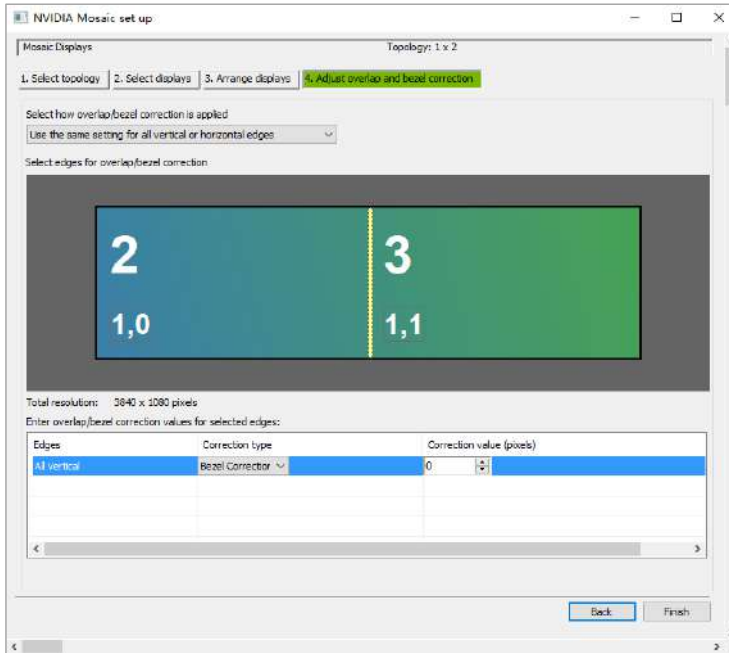 NVIDIA Mosaic set up
Mosaic Displays Topology: 1 x 2
1. Select topology 2. Select displays 3. Arrange displays 4. Adjust overlap and bezel correction
Select how overlap/bezel correction is applied
Use the same setting for all vertical or horizontal edges
Select edges for overlap/bezel correction
2 3
1,0 1,1
Total resolution: 3840 x 1080 pixels
Enter overlap/bezel correction values for selected edges:
Edges Correction type Correction value (pixels)
All Vertical Bezel Correction 0
Back Finish